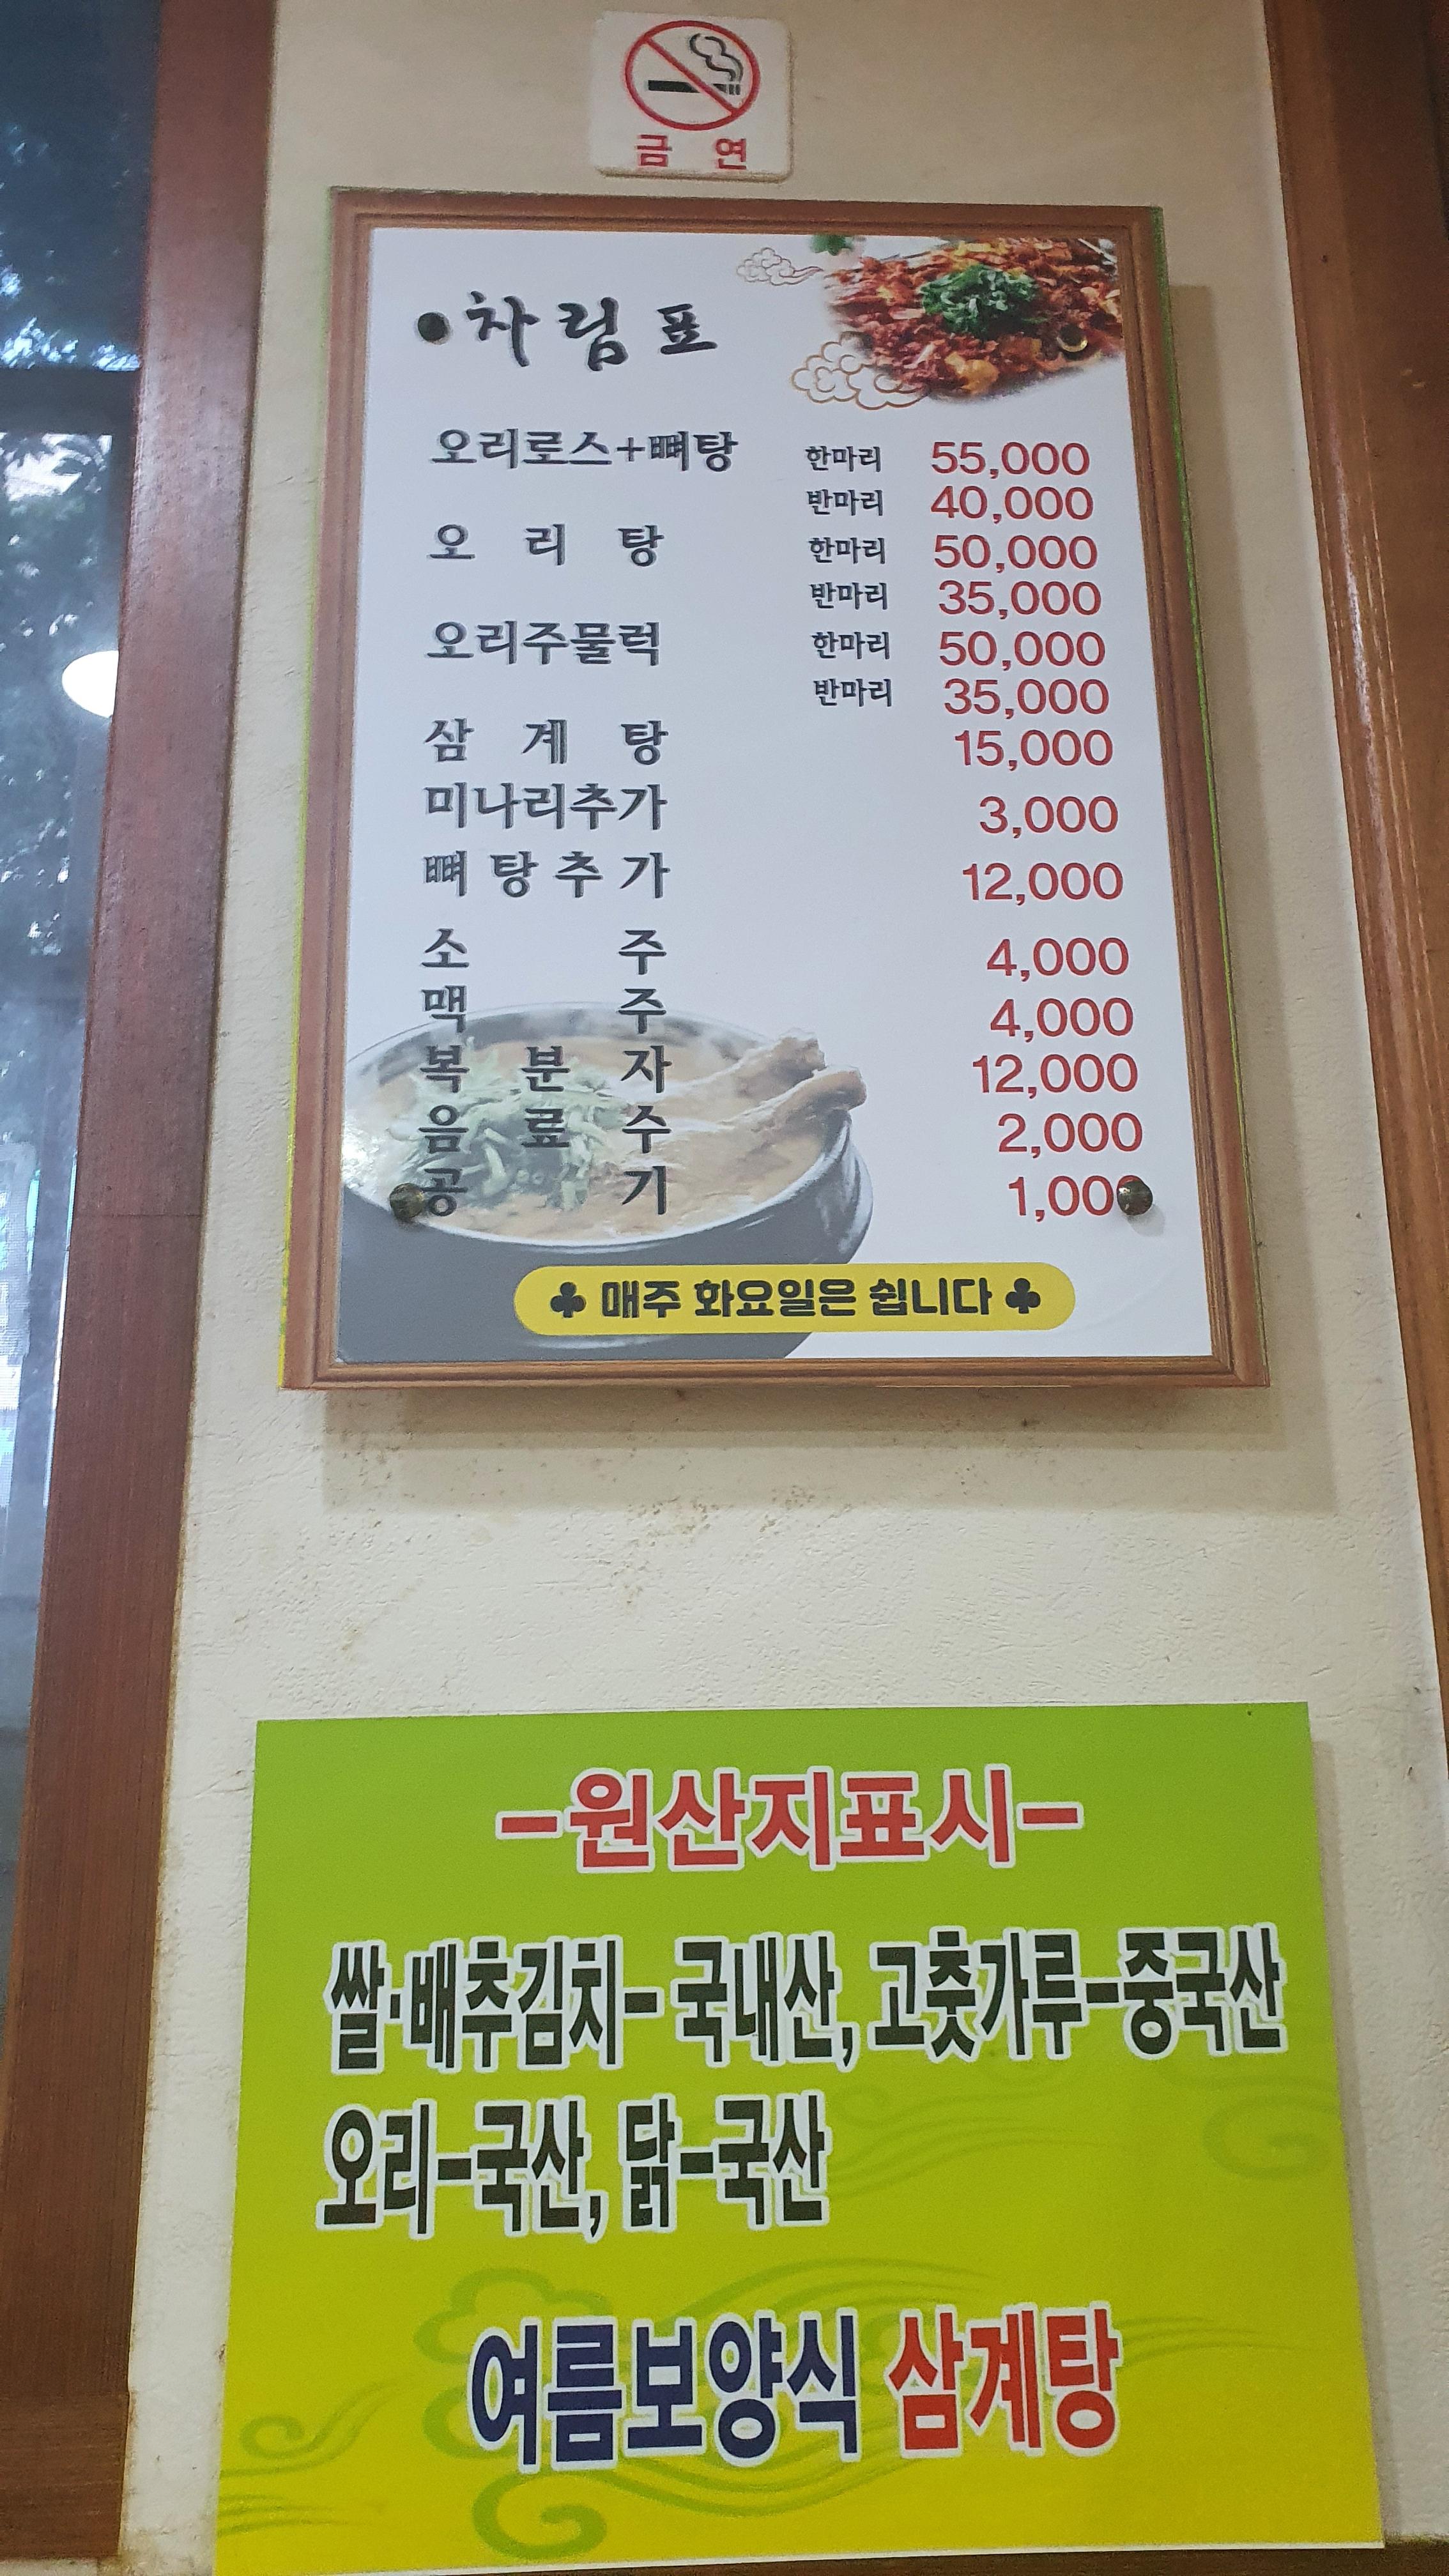 금 연
차림표
오리로스+뼈탕 한마리 55,000
반마리 40,000
오 리 탕 한마리 50,000
반마리 35,000
오리주물럭 한마리 50,000
반마리 35,000
삼 계 탕 15,000
미나리추가 3,000
뼈 탕 추 가 12,000
소 주 4,000
맥 주 4,000
복 분 자 12,000
음 료 수 2,000
공 기 1,000
♣ 매주 화요일은 쉽니다 ♣
-원산지표시-
쌀·배추김치-국내산, 고춧가루-중국산
오리-국산, 닭-국산
여름보양식 삼계탕